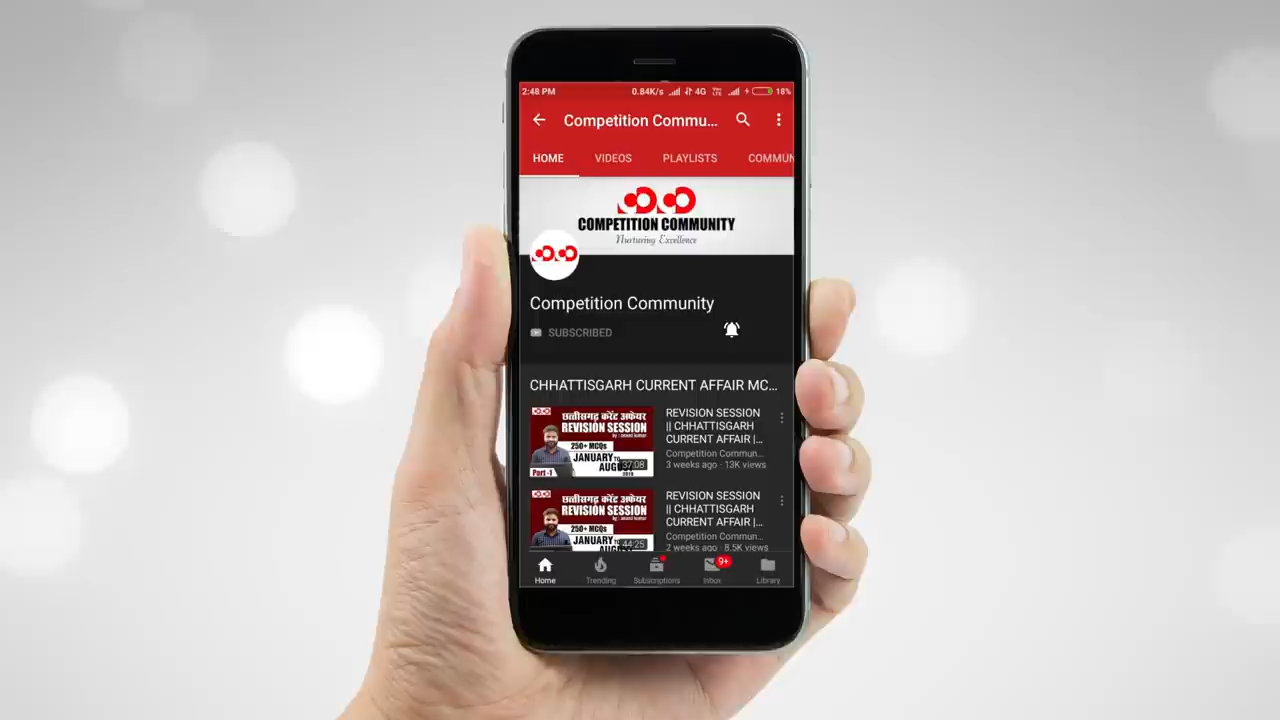 2:48 PM 0.84K/s 4G VoLTE 18%
Competition Commu...
HOME VIDEOS PLAYLISTS COMMUN
COMPETITION COMMUNITY
Nurturing Excellence
Competition Community
SUBSCRIBED
CHHATTISGARH CURRENT AFFAIR MC...
छत्तीसगढ़ करेंट अफेयर
REVISION SESSION
250+ MCQs
JANUARY TO
AUGUST
Part -1
37:08
REVISION SESSION
|| CHHATTISGARH
CURRENT AFFAIR |...
Competition Commun...
3 weeks ago · 13K views
छत्तीसगढ़ करेंट अफेयर
REVISION SESSION
250+ MCQs
JANUARY TO
44:25
REVISION SESSION
|| CHHATTISGARH
CURRENT AFFAIR |...
Competition Commun...
2 weeks ago · 8.5K views
9+
Home Trending Subscriptions Inbox Library